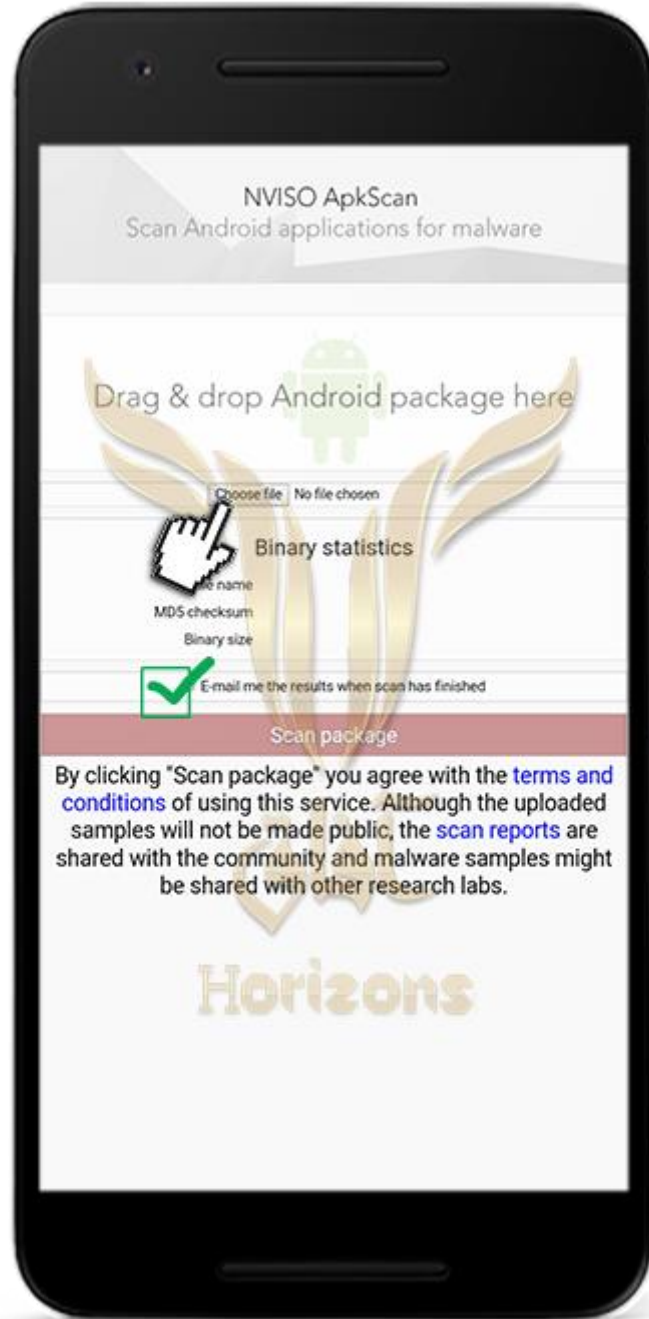 NVISO ApkScan
Scan Android applications for malware
Drag & drop Android package here
Choose file No file chosen
Binary statistics
name
MD5 checksum
Binary size
E-mail me the results when scan has finished
Scan package
By clicking "Scan package" you agree with the terms and
conditions of using this service. Although the uploaded
samples will not be made public, the scan reports are
shared with the community and malware samples might
be shared with other research labs.
Horizons